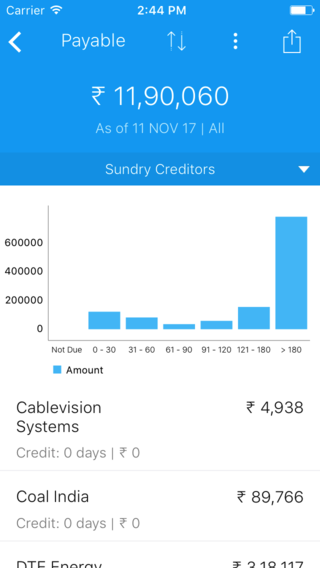 Carrier 2:44 PM
Payable
₹ 11,90,060
As of 11 NOV 17 | All
Sundry Creditors
600000
400000
200000
0
Not Due 0 - 30 31 - 60 61 - 90 91 - 120 121 - 180 > 180
Amount
Cablevision Systems ₹ 4,938
Credit: 0 days | ₹ 0
Coal India ₹ 89,766
Credit: 0 days | ₹ 0
DTE Energy ₹ 3,18,117